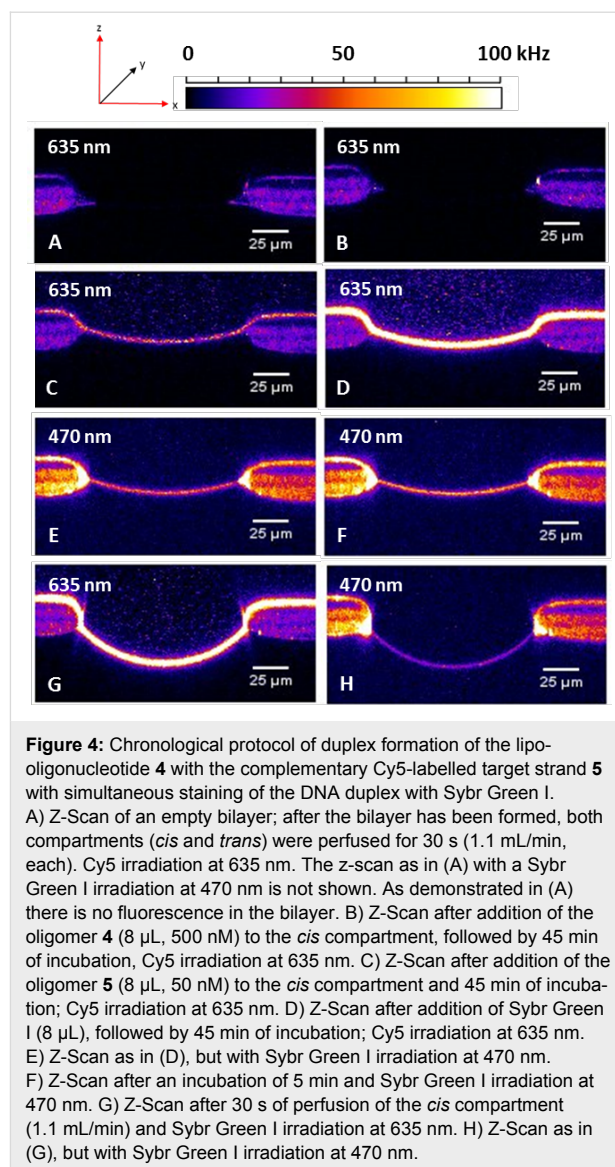 z
y
x
0 50 100 kHz
635 nm
635 nm
25 µm
25 µm
A
B
635 nm
635 nm
25 µm
25 µm
C
D
470 nm
470 nm
25 µm
25 µm
E
F
635 nm
470 nm
25 µm
25 µm
G
H
Figure 4: Chronological protocol of duplex formation of the lipo-
oligonucleotide 4 with the complementary Cy5-labelled target strand 5
with simultaneous staining of the DNA duplex with Sybr Green I.
A) Z-Scan of an empty bilayer; after the bilayer has been formed, both
compartments (cis and trans) were perfused for 30 s (1.1 mL/min,
each). Cy5 irradiation at 635 nm. The z-scan as in (A) with a Sybr
Green I irradiation at 470 nm is not shown. As demonstrated in (A)
there is no fluorescence in the bilayer. B) Z-Scan after addition of the
oligomer 4 (8 µL, 500 nM) to the cis compartment, followed by 45 min
of incubation, Cy5 irradiation at 635 nm. C) Z-Scan after addition of the
oligomer 5 (8 µL, 50 nM) to the cis compartment and 45 min of incuba-
tion; Cy5 irradiation at 635 nm. D) Z-Scan after addition of Sybr Green
I (8 µL), followed by 45 min of incubation; Cy5 irradiation at 635 nm.
E) Z-Scan as in (D), but with Sybr Green I irradiation at 470 nm.
F) Z-Scan after an incubation of 5 min and Sybr Green I irradiation at
470 nm. G) Z-Scan after 30 s of perfusion of the cis compartment
(1.1 mL/min) and Sybr Green I irradiation at 635 nm. H) Z-Scan as in
(G), but with Sybr Green I irradiation at 470 nm.